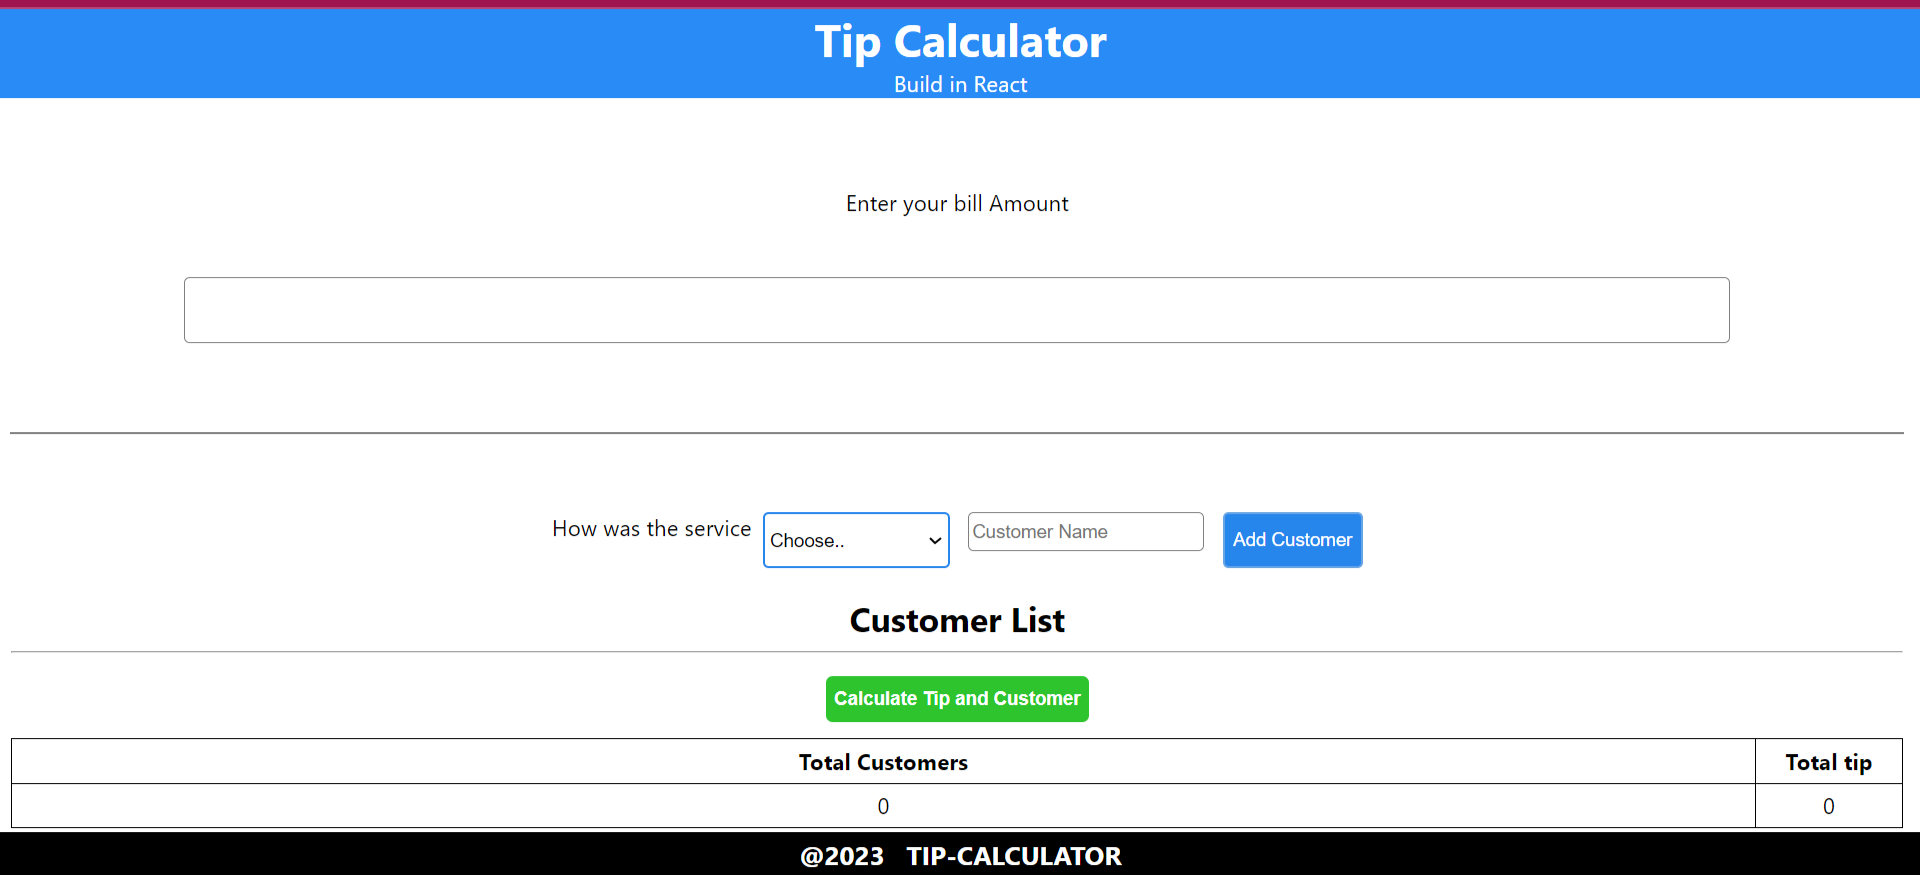 Tip Calculator
Build in React
Enter your bill Amount
How was the service Choose.. Customer Name Add Customer
Customer List
Calculate Tip and Customer
Total Customers Total tip
0 0
@2023 TIP-CALCULATOR